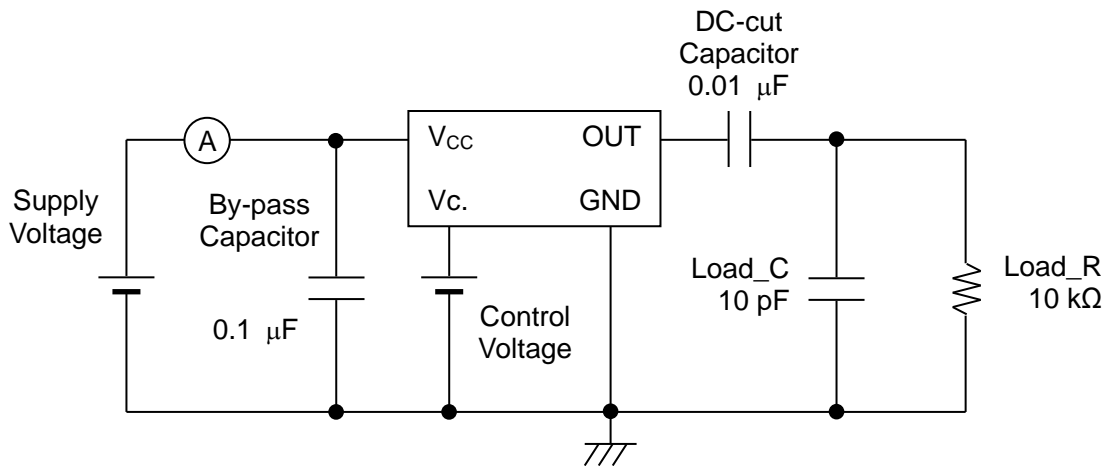 DC-cut
Capacitor
0.01 μF
A
V_CC
OUT
Vc.
GND
Supply
Voltage
By-pass
Capacitor
0.1 μF
Control
Voltage
Load_C
10 pF
Load_R
10 kΩ